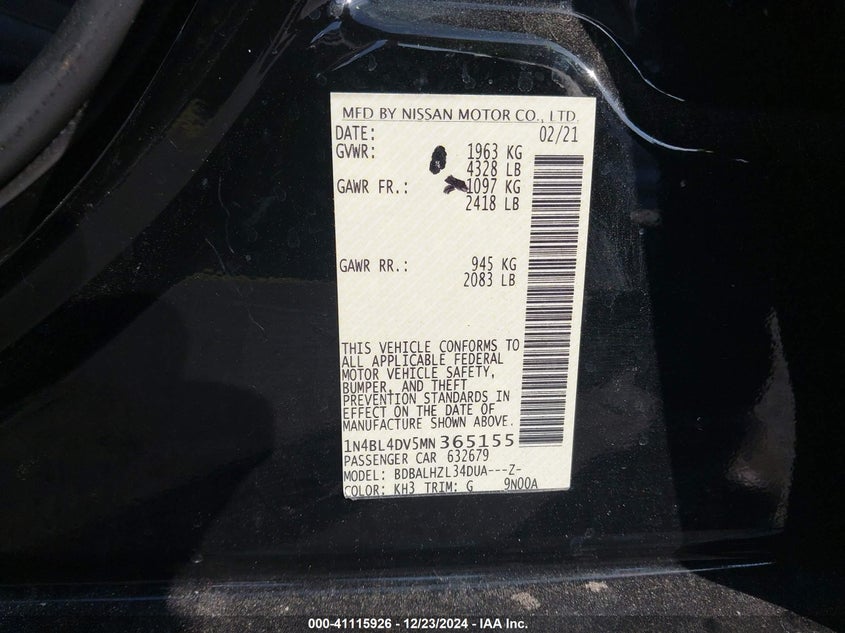 MFD BY NISSAN MOTOR CO., LTD.
DATE: 02/21
GVWR: 1963 KG
4328 LB
GAWR FR.: 1097 KG
2418 LB
GAWR RR.: 945 KG
2083 LB
THIS VEHICLE CONFORMS TO
ALL APPLICABLE FEDERAL
MOTOR VEHICLE SAFETY,
BUMPER, AND THEFT
PREVENTION STANDARDS IN
EFFECT ON THE DATE OF
MANUFACTURE SHOWN ABOVE.
1N4BL4DV5MN 365155
PASSENGER CAR 632679
MODEL: BDBALHZL34DUA---Z-
COLOR: KH3 TRIM: G 9N00A
000-41115926 • 12/23/2024 • IAA Inc.